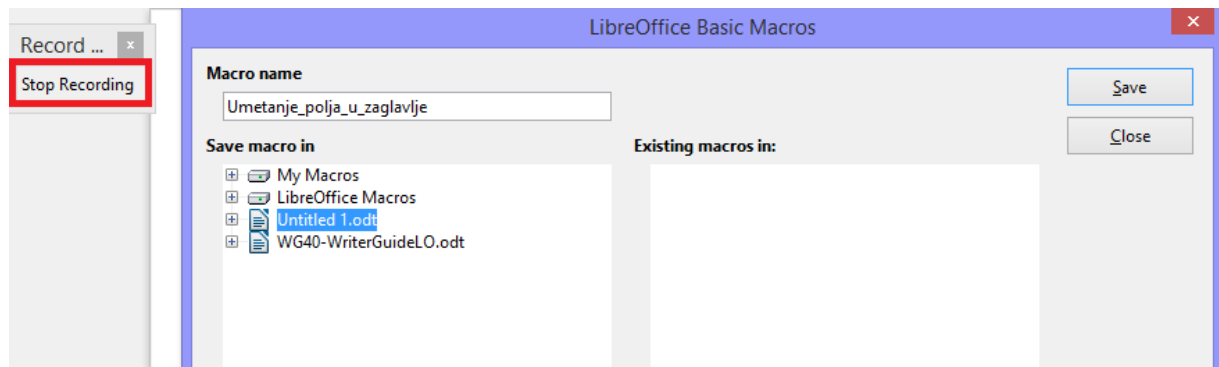 Record ...
Stop Recording
LibreOffice Basic Macros
Macro name
Umetanje_polja_u_zaglavlje
Save
Close
Save macro in
Existing macros in:
My Macros
LibreOffice Macros
Untitled 1.odt
WG40-WriterGuideLO.odt